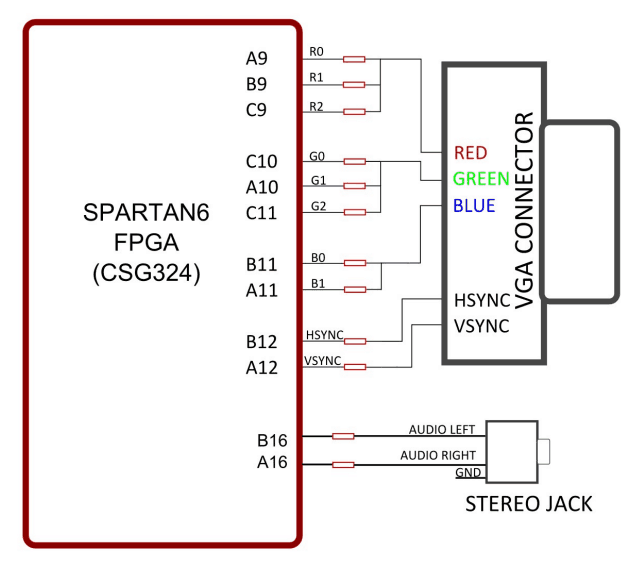 A9 R0
B9 R1
C9 R2
C10 G0
A10 G1
C11 G2
B11 B0
A11 B1
B12 HSYNC
A12 VSYNC
B16 AUDIO LEFT
A16 AUDIO RIGHT
GND
SPARTAN6
FPGA
(CSG324)
RED
GREEN
BLUE
HSYNC
VSYNC
VGA CONNECTOR
STEREO JACK